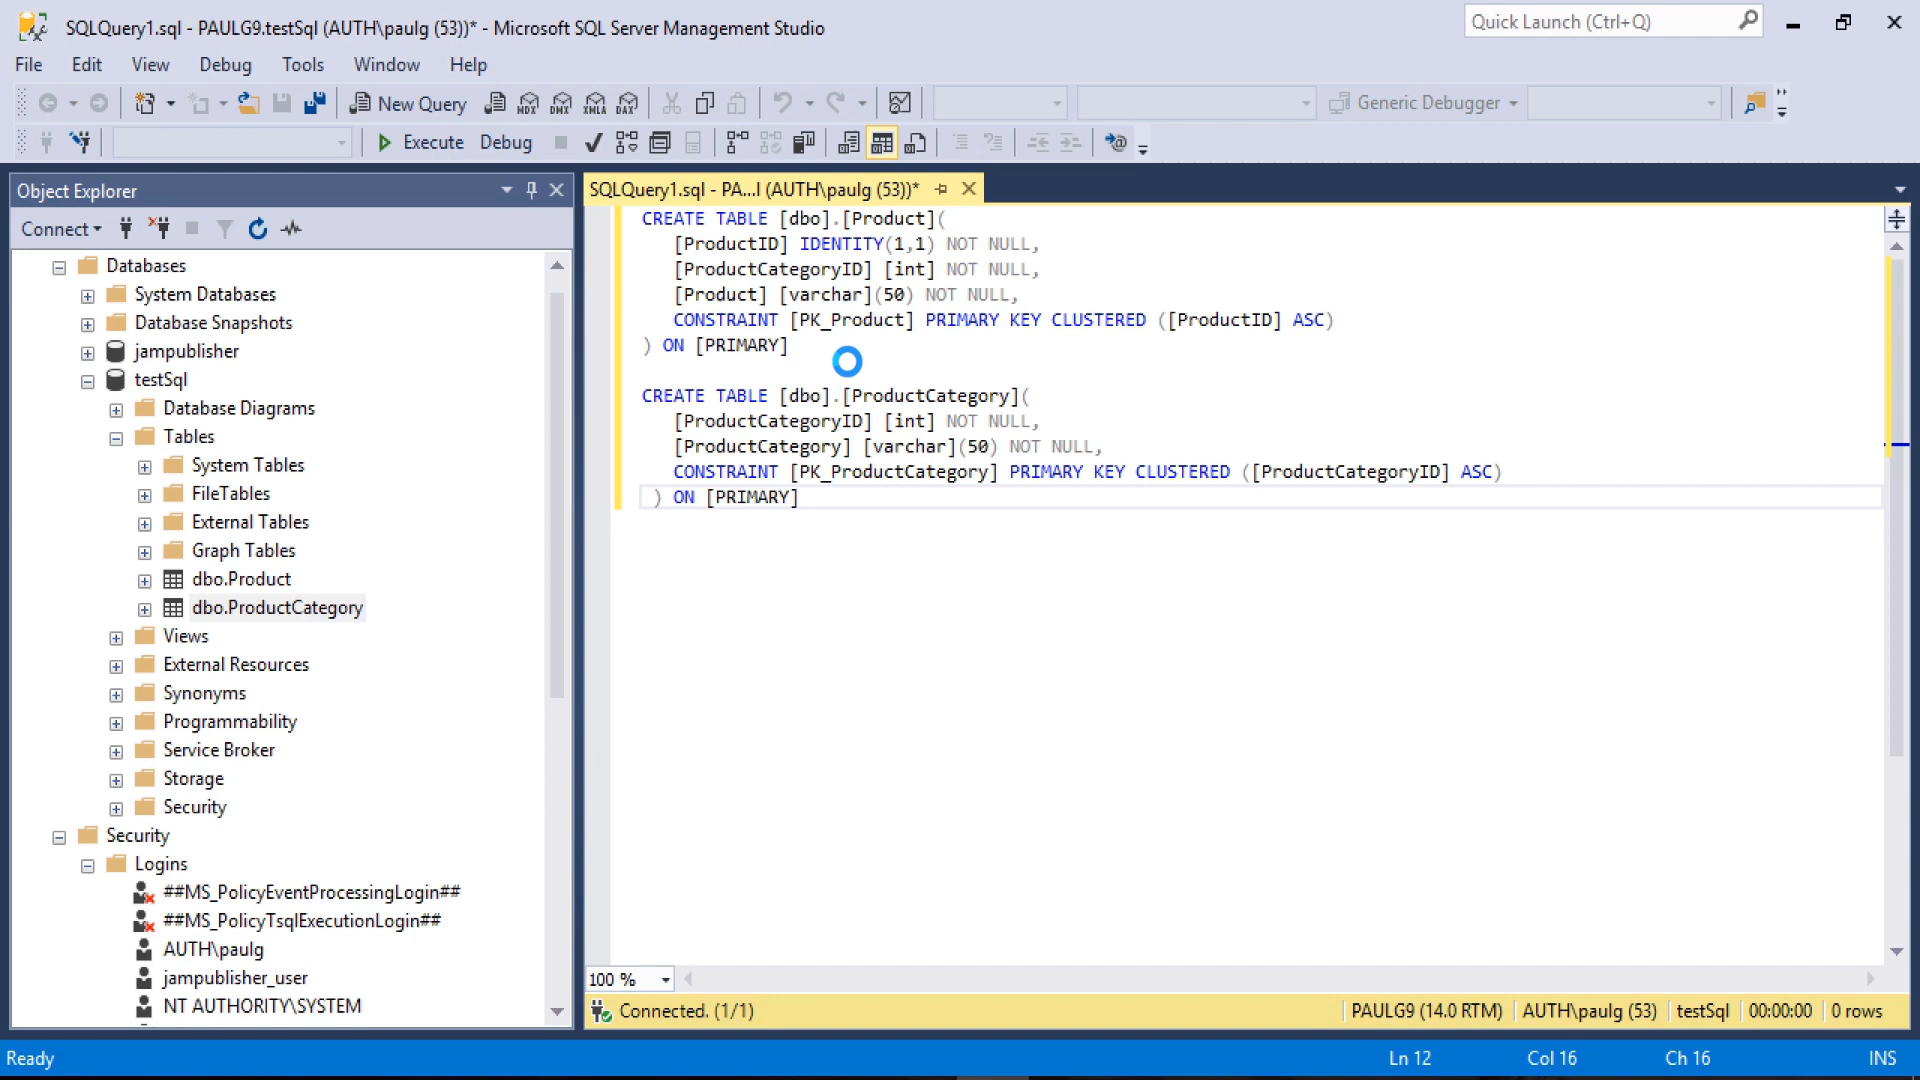 SQLQuery1.sql - PAULG9.testSql (AUTH\paulg (53))* - Microsoft SQL Server Management Studio
Quick Launch (Ctrl+Q)
File Edit View Debug Tools Window Help
New Query
MDX DMX XMLA DAX
Generic Debugger
Execute Debug
Object Explorer
SQLQuery1.sql - PA...l (AUTH\paulg (53))*
Connect
Databases
System Databases
Database Snapshots
jampublisher
testSql
Database Diagrams
Tables
System Tables
FileTables
External Tables
Graph Tables
dbo.Product
dbo.ProductCategory
Views
External Resources
Synonyms
Programmability
Service Broker
Storage
Security
Security
Logins
##MS_PolicyEventProcessingLogin##
##MS_PolicyTsqlExecutionLogin##
AUTH\paulg
jampublisher_user
NT AUTHORITY\SYSTEM
CREATE TABLE [dbo].[Product](
[ProductID] IDENTITY(1,1) NOT NULL,
[ProductCategoryID] [int] NOT NULL,
[Product] [varchar](50) NOT NULL,
CONSTRAINT [PK_Product] PRIMARY KEY CLUSTERED ([ProductID] ASC)
) ON [PRIMARY]
CREATE TABLE [dbo].[ProductCategory](
[ProductCategoryID] [int] NOT NULL,
[ProductCategory] [varchar](50) NOT NULL,
CONSTRAINT [PK_ProductCategory] PRIMARY KEY CLUSTERED ([ProductCategoryID] ASC)
) ON [PRIMARY]
100 %
Connected. (1/1)
PAULG9 (14.0 RTM) AUTH\paulg (53) testSql 00:00:00 0 rows
Ready
Ln 12 Col 16 Ch 16 INS